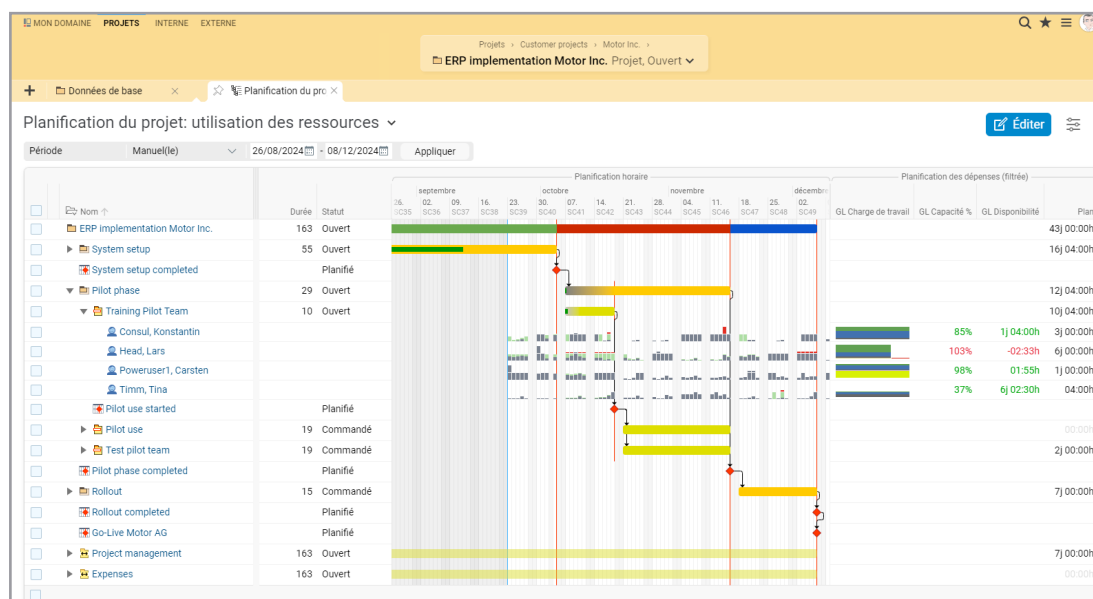 MON DOMAINE PROJETS INTERNE EXTERNE
Projets › Customer projects › Motor Inc. ›
ERP implementation Motor Inc. Projet, Ouvert
Données de base × Planification du pro ×
Planification du projet: utilisation des ressources
Éditer
Période Manuel(le) 26/08/2024 - 08/12/2024 Appliquer
Planification horaire Planification des dépenses (filtrée)
septembre octobre novembre décembre
26. 02. 09. 16. 23. 30. 07. 14. 21. 28. 04. 11. 18. 25. 02.
Nom ↑ Durée Statut SC35 SC36 SC37 SC38 SC39 SC40 SC41 SC42 SC43 SC44 SC45 SC46 SC47 SC48 SC49 GL Charge de travail GL Capacité % GL Disponibilité Plan
ERP implementation Motor Inc. 163 Ouvert 43j 00:00h
System setup 55 Ouvert 16j 04:00h
System setup completed Planifié
Pilot phase 29 Ouvert 12j 04:00h
Training Pilot Team 10 Ouvert 10j 04:00h
Consul, Konstantin 85% 1j 04:00h 3j 00:00h
Head, Lars 103% -02:33h 6j 00:00h
Poweruser1, Carsten 98% 01:55h 1j 00:00h
Timm, Tina 37% 6j 02:30h 04:00h
Pilot use started Planifié
Pilot use 19 Commandé 00:00h
Test pilot team 19 Commandé 2j 00:00h
Pilot phase completed Planifié
Rollout 15 Commandé 7j 00:00h
Rollout completed Planifié
Go-Live Motor AG Planifié
Project management 163 Ouvert 7j 00:00h
Expenses 163 Ouvert 00:00h